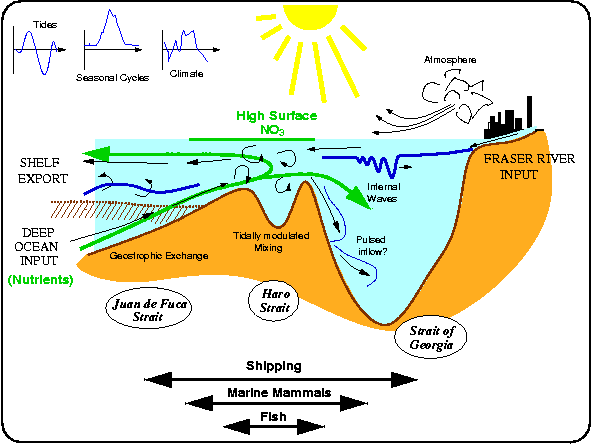 Tides
Seasonal Cycles
Climate
Atmosphere
High Surface
NO3
SHELF
EXPORT
FRASER RIVER
INPUT
Internal
Waves
DEEP
OCEAN
INPUT
(Nutrients)
Geostrophic Exchange
Tidally modulated
Mixing
Pulsed
inflow?
Juan de Fuca
Strait
Haro
Strait
Strait of
Georgia
Shipping
Marine Mammals
Fish